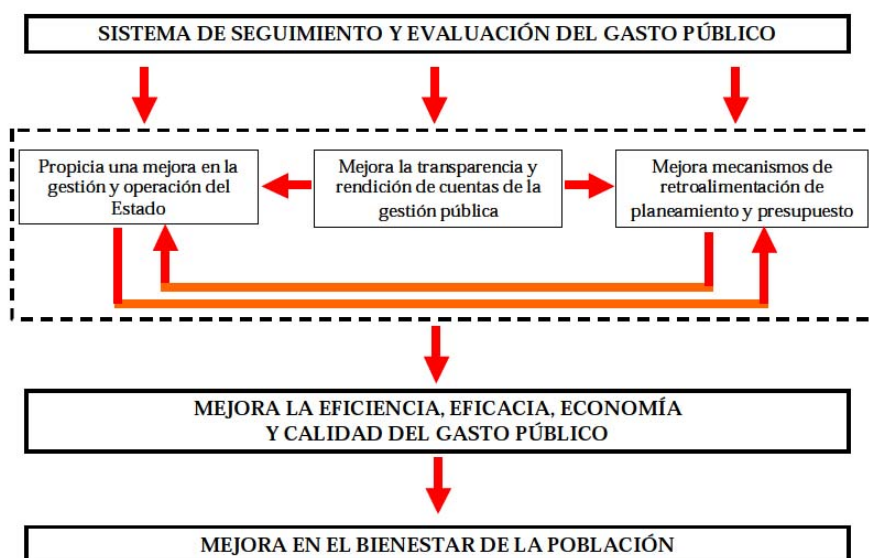 SISTEMA DE SEGUIMIENTO Y EVALUACIÓN DEL GASTO PÚBLICO
Propicia una mejora en la
gestión y operación del
Estado
Mejora la transparencia y
rendición de cuentas de la
gestión pública
Mejora mecanismos de
retroalimentación de
planeamiento y presupuesto
MEJORA LA EFICIENCIA, EFICACIA, ECONOMÍA
Y CALIDAD DEL GASTO PÚBLICO
MEJORA EN EL BIENESTAR DE LA POBLACIÓN